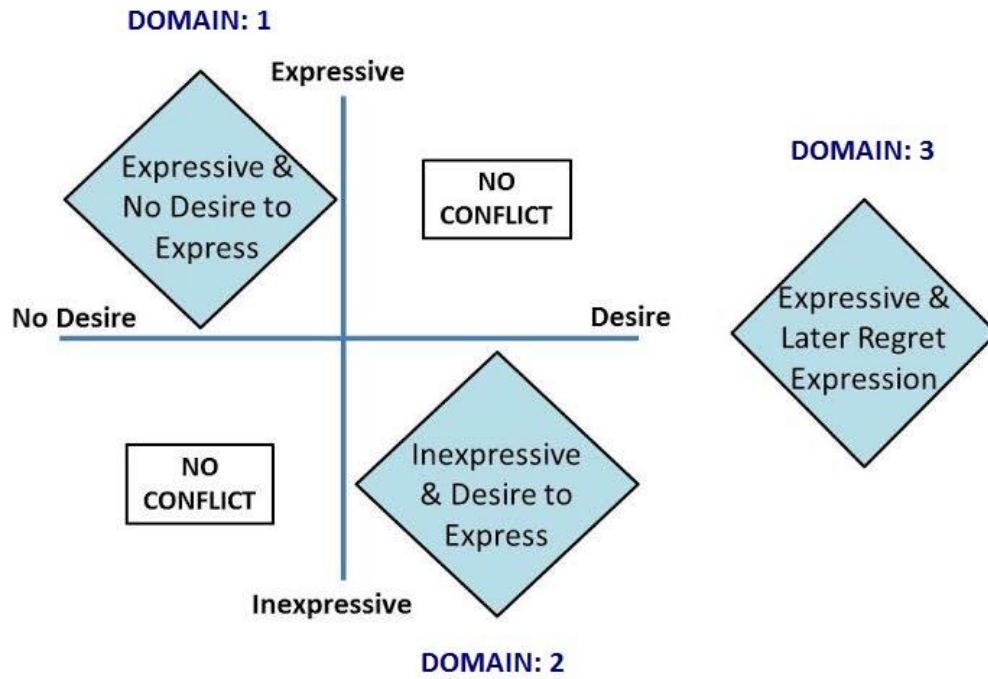 DOMAIN: 1
Expressive
Expressive &
No Desire to
Express
NO
CONFLICT
DOMAIN: 3
No Desire
Desire
Expressive &
Later Regret
Expression
NO
CONFLICT
Inexpressive
& Desire to
Express
Inexpressive
DOMAIN: 2